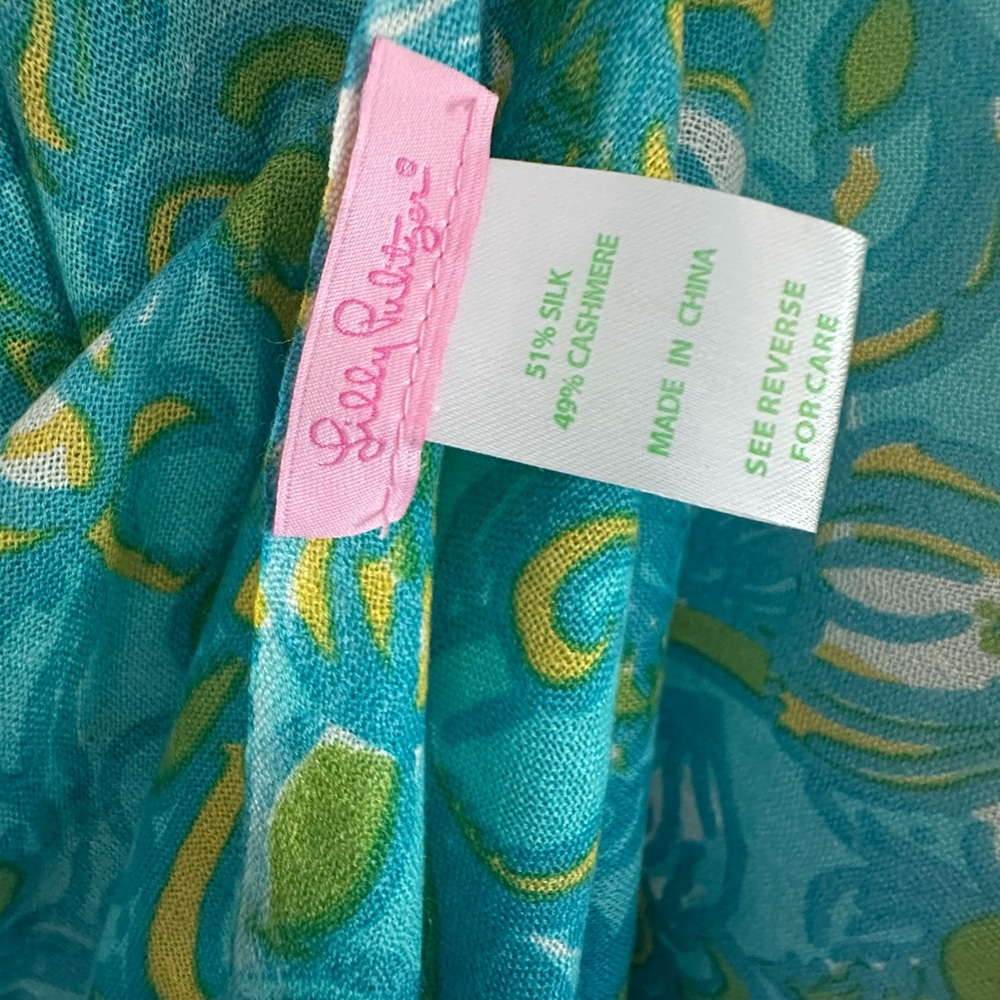 Lilly Pulitzer®
51% SILK
49% CASHMERE
MADE IN CHINA
SEE REVERSE
FOR CARE